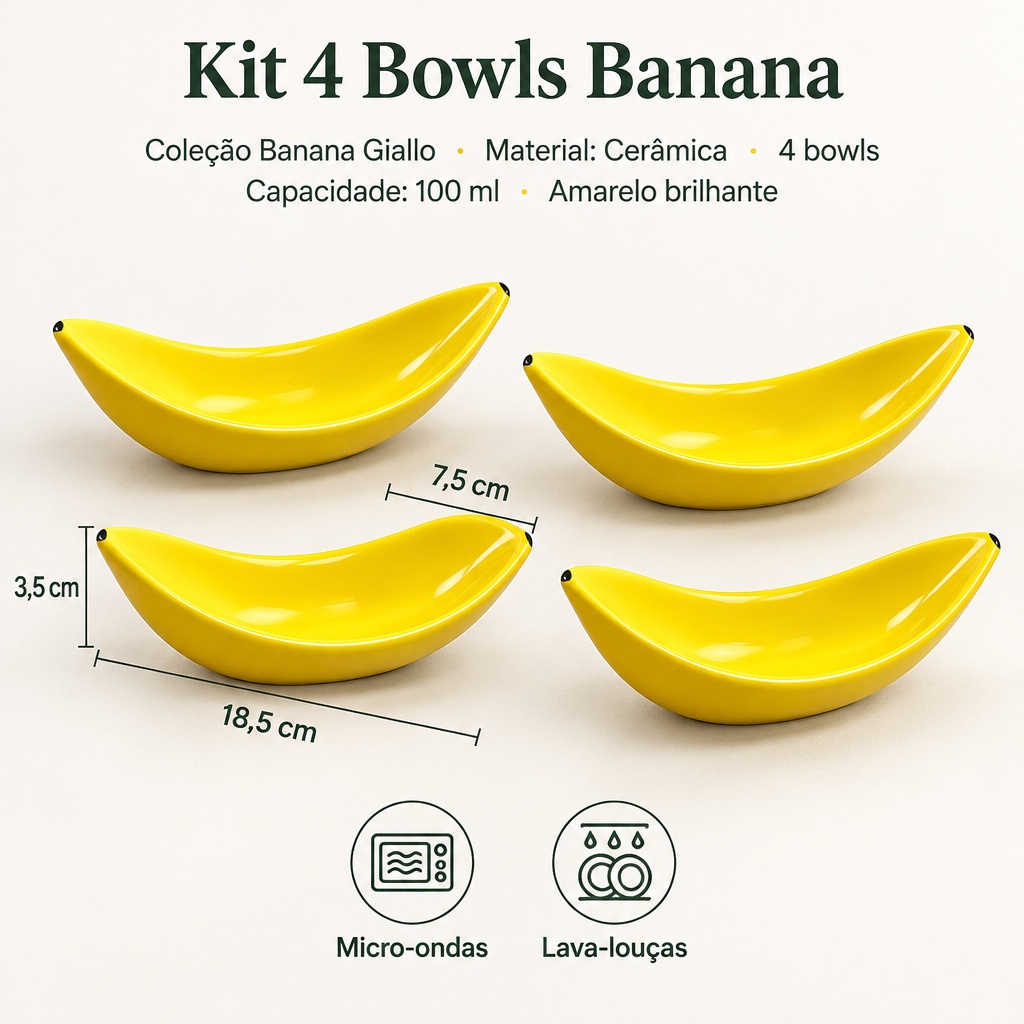 Kit 4 Bowls Banana
Coleção Banana Giallo • Material: Cerâmica • 4 bowls
Capacidade: 100 ml • Amarelo brilhante
7,5 cm
3,5 cm
18,5 cm
Micro-ondas
Lava-louças